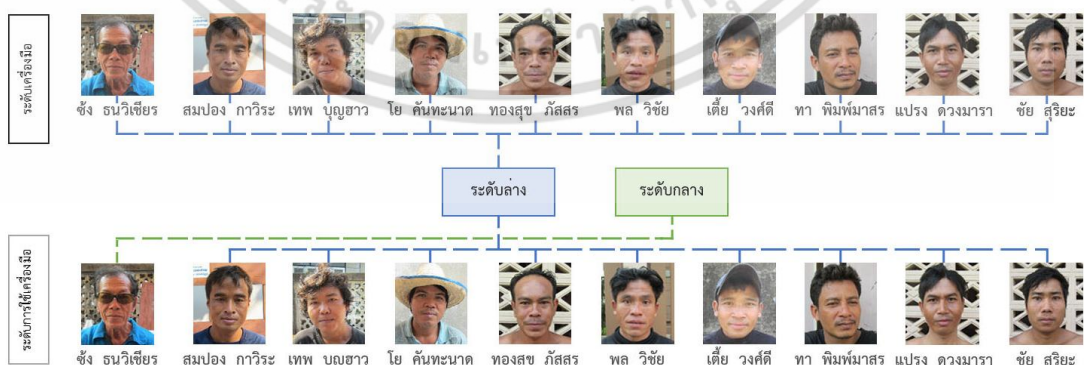 ระดับเครื่องมือ
ซ้ง ธนวิเชียร สมปอง กาวิระ เทพ บุญฮาว โย คันทะนาด ทองสุข ภัสสร พล วิชัย เตี้ย วงศ์ดี ทา พิมพ์มาสร แปรง ดวงมารา ชัย สุริยะ
ระดับล่าง ระดับกลาง
ระดับการใช้เครื่องมือ
ซ้ง ธนวิเชียร สมปอง กาวิระ เทพ บุญฮาว โย คันทะนาด ทองสุข ภัสสร พล วิชัย เตี้ย วงศ์ดี ทา พิมพ์มาสร แปรง ดวงมารา ชัย สุริยะ